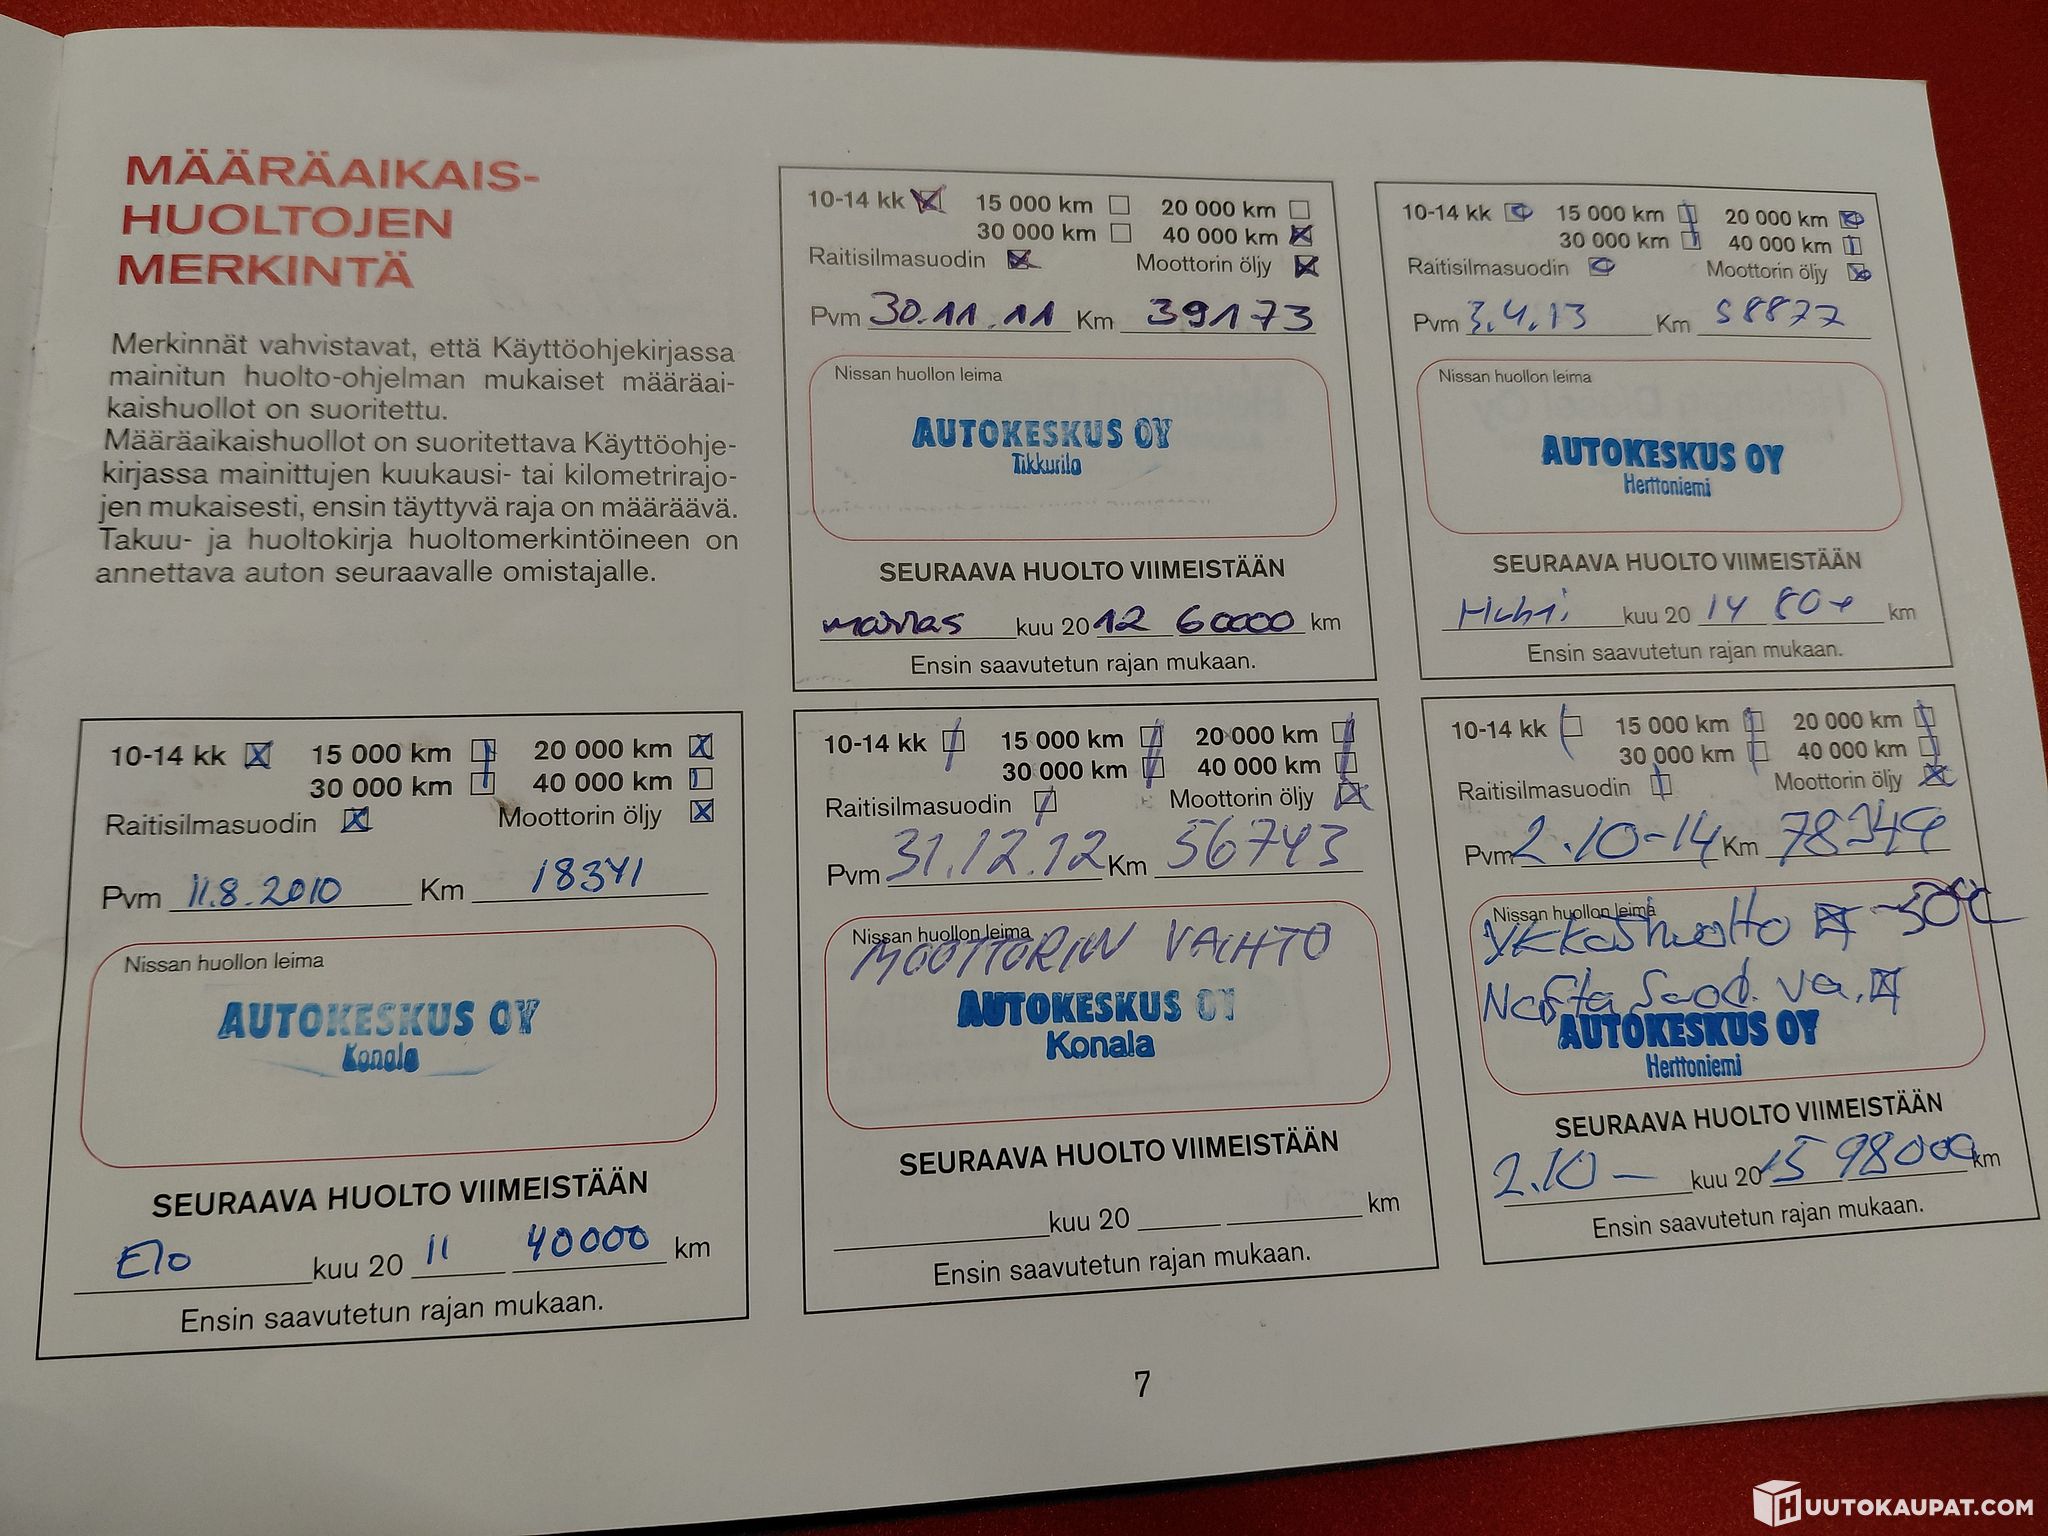 MÄÄRÄAIKAIS-
HUOLTOJEN
MERKINTÄ
Merkinnät vahvistavat, että Käyttöohjekirjassa
mainitun huolto-ohjelman mukaiset määräai-
kaishuollot on suoritettu.
Määräaikaishuollot on suoritettava Käyttöohje-
kirjassa mainittujen kuukausi- tai kilometrirajo-
jen mukaisesti, ensin täyttyvä raja on määräävä.
Takuu- ja huoltokirja huoltomerkintöineen on
annettava auton seuraavalle omistajalle.
10-14 kk 15 000 km 20 000 km
30 000 km 40 000 km
Raitisilmasuodin Moottorin öljy
Pvm 11.8.2010 Km 18341
Nissan huollon leima
AUTOKESKUS OY
Konala
SEURAAVA HUOLTO VIIMEISTÄÄN
Elo kuu 20 11 40000 km
Ensin saavutetun rajan mukaan.
10-14 kk 15 000 km 20 000 km
30 000 km 40 000 km
Raitisilmasuodin Moottorin öljy
Pvm 30.11.11 Km 39173
Nissan huollon leima
AUTOKESKUS OY
Tikkurila
SEURAAVA HUOLTO VIIMEISTÄÄN
marras kuu 20 12 60000 km
Ensin saavutetun rajan mukaan.
10-14 kk 15 000 km 20 000 km
30 000 km 40 000 km
Raitisilmasuodin Moottorin öljy
Pvm 31.12.12 Km 56743
Nissan huollon leima
MOOTTORIN VAIHTO
AUTOKESKUS OY
Konala
SEURAAVA HUOLTO VIIMEISTÄÄN
kuu 20 km
Ensin saavutetun rajan mukaan.
10-14 kk 15 000 km 20 000 km
30 000 km 40 000 km
Raitisilmasuodin Moottorin öljy
Pvm 3.4.13 Km 58877
Nissan huollon leima
AUTOKESKUS OY
Herttoniemi
SEURAAVA HUOLTO VIIMEISTÄÄN
Huhti kuu 20 14 km
Ensin saavutetun rajan mukaan.
10-14 kk 15 000 km 20 000 km
30 000 km 40 000 km
Raitisilmasuodin Moottorin öljy
Pvm 2.10-14 Km 78349
Nissan huollon leima
-30°C
va.
AUTOKESKUS OY
Herttoniemi
SEURAAVA HUOLTO VIIMEISTÄÄN
2.10- kuu 20 15 98000 km
Ensin saavutetun rajan mukaan.
7
HUUTOKAUPAT.COM